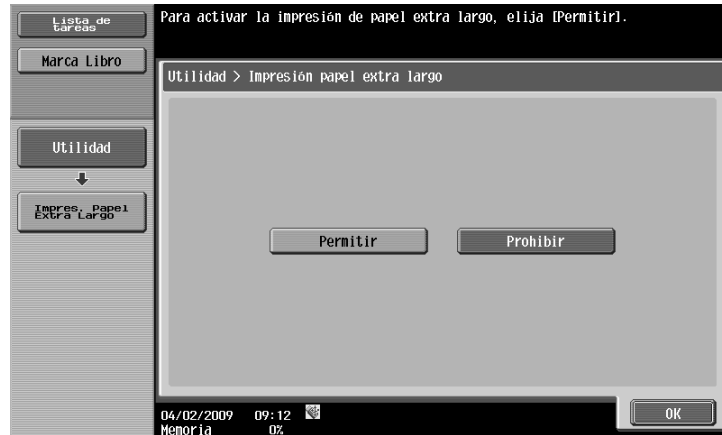 Lista de
tareas
Para activar la impresión de papel extra largo, elija [Permitir].
Marca Libro
Utilidad > Impresión papel extra largo
Utilidad
Impres. Papel
Extra Largo
Permitir
Prohibir
04/02/2009 09:12
Memoria 0%
OK